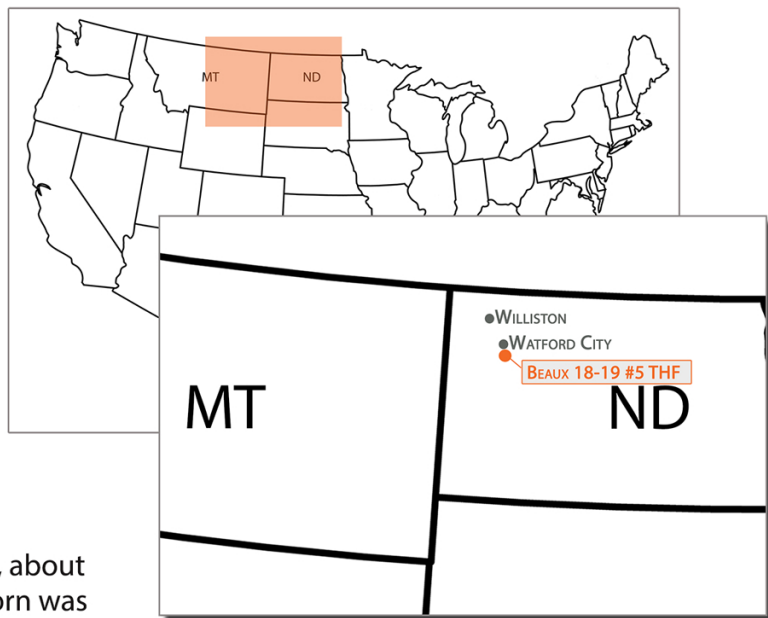 MT
ND
WILLISTON
WATFORD CITY
BEAUX 18-19 #5 THF
MT
ND
, about
orn was